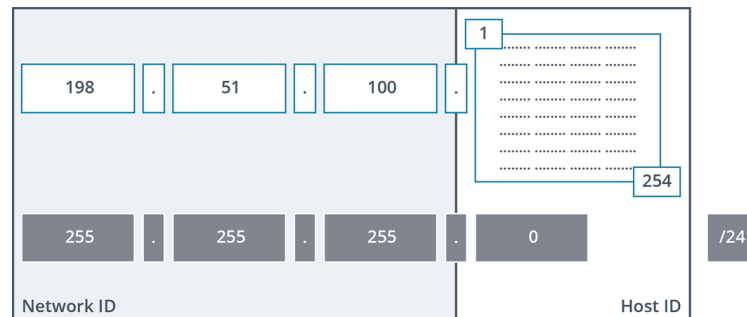 1
198 . 51 . 100 .
254
255 . 255 . 255 . 0 /24
Network ID Host ID